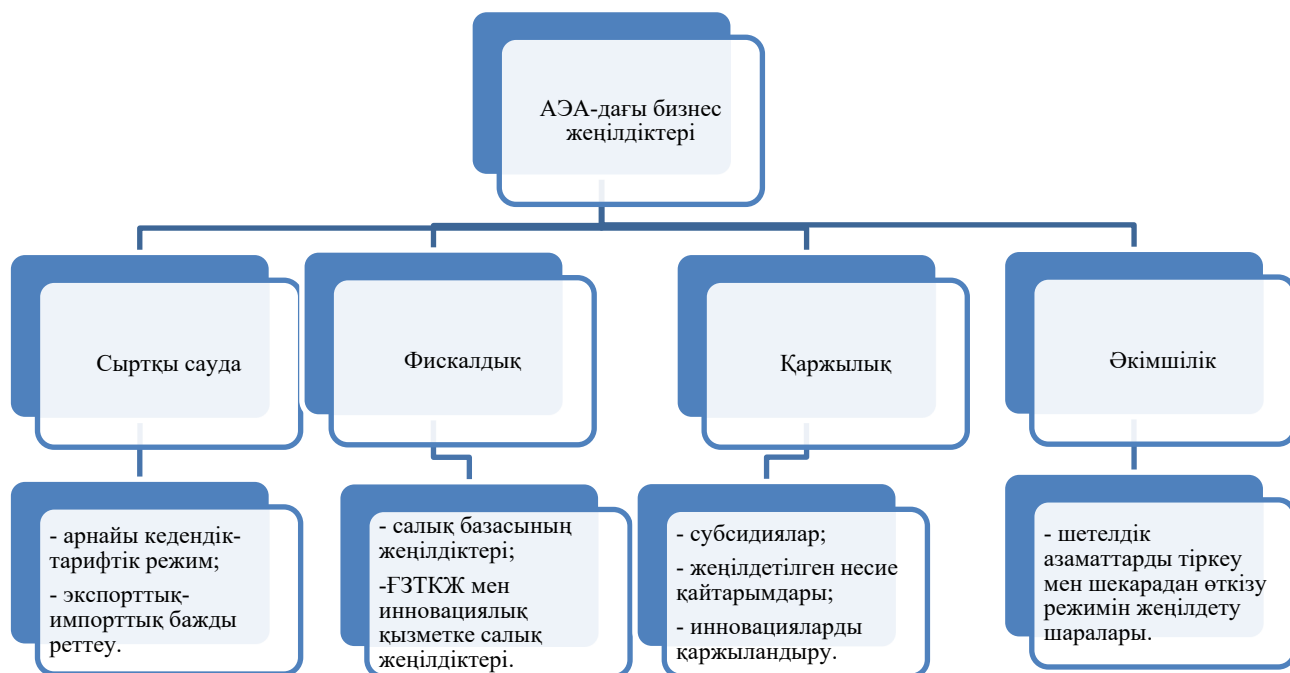 АЭА-дағы бизнес
жеңілдіктері
Сыртқы сауда
Фискалдық
Қаржылық
Әкімшілік
- арнайы кедендік-
тарифтік режим;
- экспорттық-
импорттық бажды
реттеу.
- салық базасының
жеңілдіктері;
-ҒЗТКЖ мен
инновациялық
қызметке салық
жеңілдіктері.
- субсидиялар;
- жеңілдетілген несие
қайтарымдары;
- инновацияларды
қаржыландыру.
- шетелдік
азаматтарды тіркеу
мен шекарадан өткізу
режимін жеңілдету
шаралары.